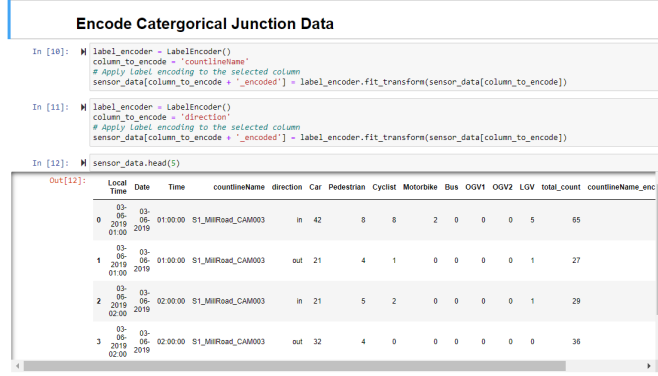 Encode Catergorical Junction Data
In [10]: label_encoder = LabelEncoder()
column_to_encode = 'countlineName'
# Apply label encoding to the selected column
sensor_data[column_to_encode + '_encoded'] = label_encoder.fit_transform(sensor_data[column_to_encode])
In [11]: label_encoder = LabelEncoder()
column_to_encode = 'direction'
# Apply label encoding to the selected column
sensor_data[column_to_encode + '_encoded'] = label_encoder.fit_transform(sensor_data[column_to_encode])
In [12]: sensor_data.head(5)
Out[12]:
Local Time Date Time countlineName direction Car Pedestrian Cyclist Motorbike Bus OGV1 OGV2 LGV total_count countlineName_enc
0 03-06-2019 01:00 03-06-2019 01:00:00 S1_MillRoad_CAM003 in 42 8 8 2 0 0 0 5 65
1 03-06-2019 01:00 03-06-2019 01:00:00 S1_MillRoad_CAM003 out 21 4 1 0 0 0 0 1 27
2 03-06-2019 02:00 03-06-2019 02:00:00 S1_MillRoad_CAM003 in 21 5 2 0 0 0 0 1 29
3 03-06-2019 02:00 03-06-2019 02:00:00 S1_MillRoad_CAM003 out 32 4 0 0 0 0 0 0 36